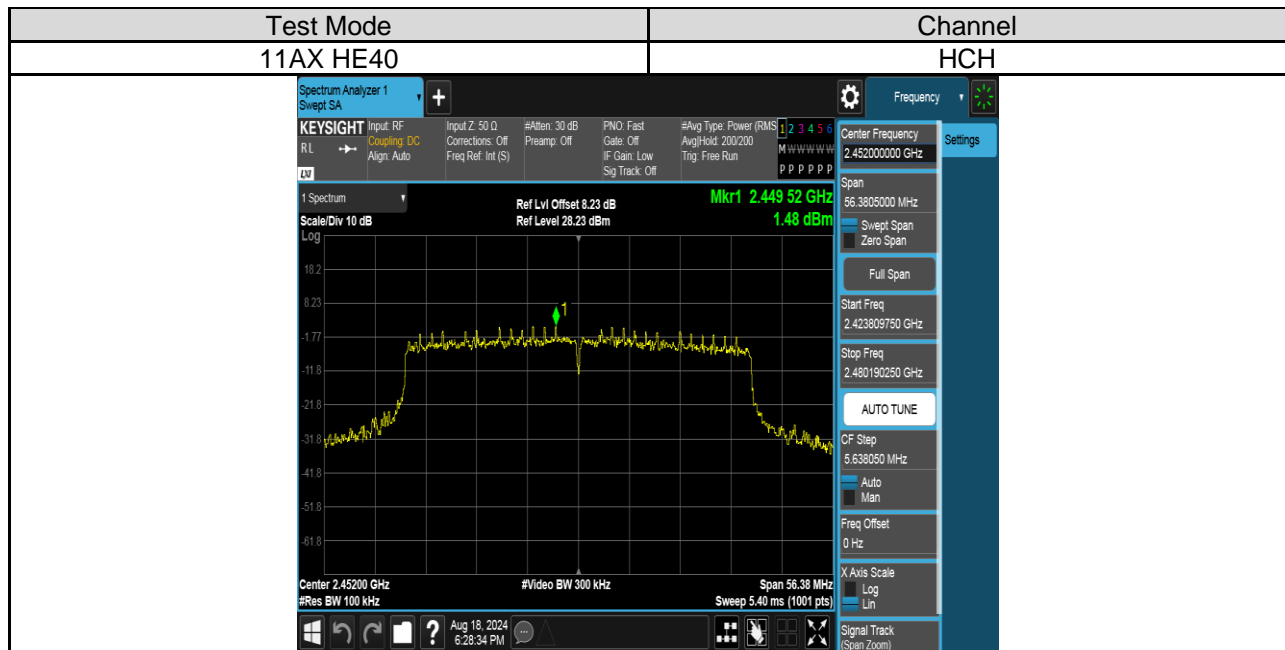 Test Mode
Channel
11AX HE40
HCH
Spectrum Analyzer 1
Swept SA
+
Frequency
KEYSIGHT
RL
LXI
Input: RF
Coupling: DC
Align: Auto
Input Z: 50 Ω
Corrections: Off
Freq Ref: Int (S)
#Atten: 30 dB
Preamp: Off
PNO: Fast
Gate: Off
IF Gain: Low
Sig Track: Off
#Avg Type: Power (RMS
Avg|Hold: 200/200
Trig: Free Run
1 2 3 4 5 6
M W W W W W
P P P P P P
1 Spectrum
Scale/Div 10 dB
Log
Ref Lvl Offset 8.23 dB
Ref Level 28.23 dBm
Mkr1 2.449 52 GHz
1.48 dBm
18.2
8.23
-1.77
-11.8
-21.8
-31.8
-41.8
-51.8
-61.8
1
Center 2.45200 GHz
#Res BW 100 kHz
#Video BW 300 kHz
Span 56.38 MHz
Sweep 5.40 ms (1001 pts)
Center Frequency
2.452000000 GHz
Settings
Span
56.3805000 MHz
Swept Span
Zero Span
Full Span
Start Freq
2.423809750 GHz
Stop Freq
2.480190250 GHz
AUTO TUNE
CF Step
5.638050 MHz
Auto
Man
Freq Offset
0 Hz
X Axis Scale
Log
Lin
Signal Track
(Span Zoom)
?
Aug 18, 2024
6:28:34 PM